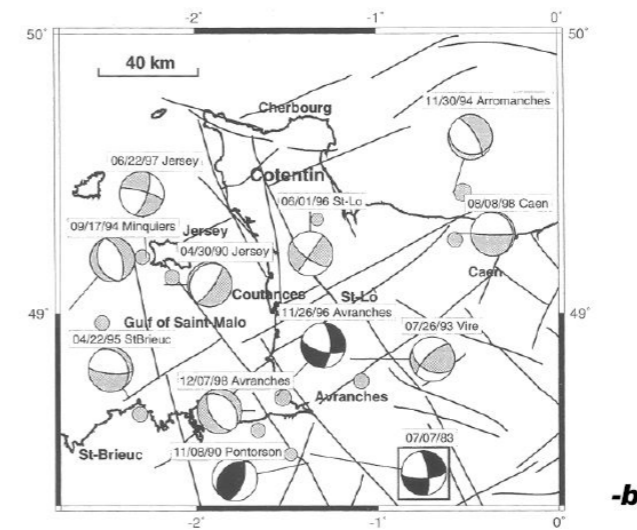 -2° -1° 0°
50° 50°
40 km
Cherbourg
11/30/94 Arromanches
06/22/97 Jersey
Cotentin
06/01/96 St-Lo
08/08/98 Caen
09/17/94 Minquiers
Jersey
04/30/90 Jersey
Caen
Coutances
St-Lô
49° 49°
11/26/96 Avranches
Gulf of Saint-Malo
07/26/93 Vire
04/22/95 StBrieuc
12/07/98 Avranches
Avranches
St-Brieuc
11/08/90 Pontorson
07/07/83
-b
-2° -1° 0°